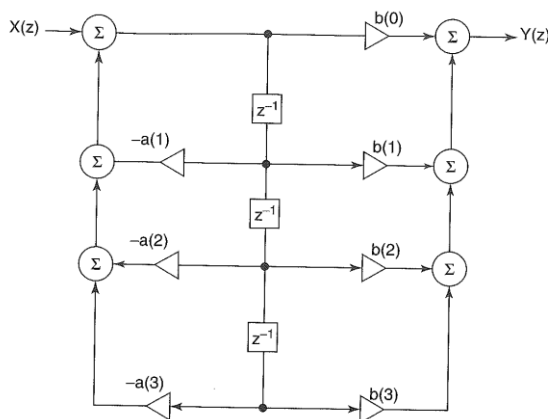 X(z) Σ b(0) Σ Y(z)
z⁻¹
−a(1) b(1)
Σ Σ
z⁻¹
−a(2) b(2)
Σ Σ
z⁻¹
−a(3) b(3)